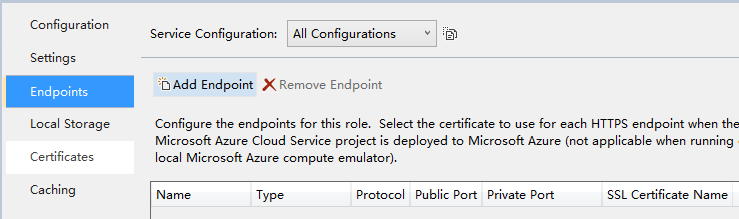 Configuration
Settings
Endpoints
Local Storage
Certificates
Caching
Service Configuration: All Configurations
Add Endpoint Remove Endpoint
Configure the endpoints for this role. Select the certificate to use for each HTTPS endpoint when the
Microsoft Azure Cloud Service project is deployed to Microsoft Azure (not applicable when running
local Microsoft Azure compute emulator).
Name Type Protocol Public Port Private Port SSL Certificate Name